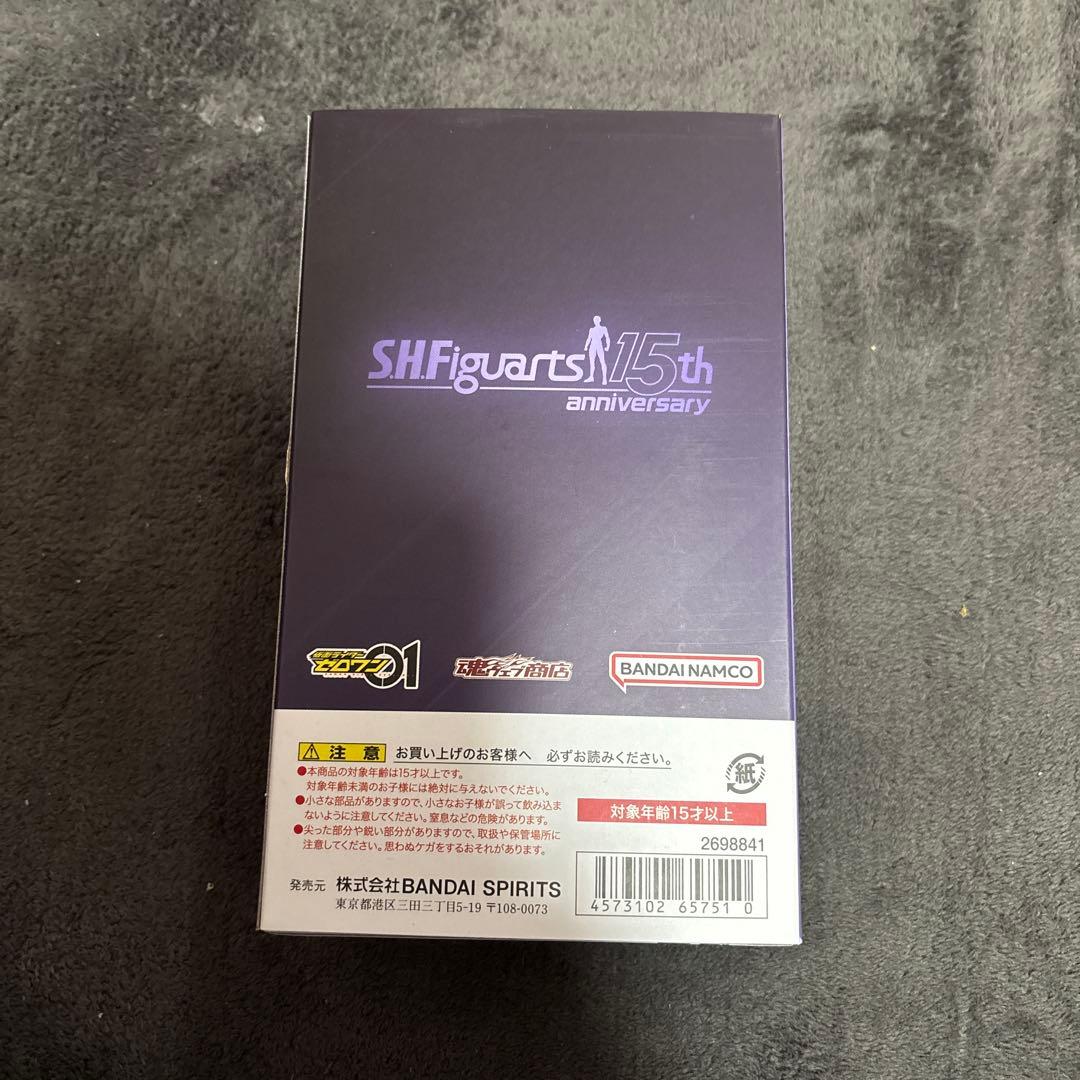 S.H.Figuarts 15th
anniversary
仮面ライダー
ゼロワン 01
魂ウェブ商店
BANDAI NAMCO
注意 お買い上げのお客様へ 必ずお読みください。
●本商品の対象年齢は15才以上です。
対象年齢未満のお子様には絶対に与えないでください。
●小さな部品がありますので、小さなお子様が誤って飲み込ま
ないように注意してください。窒息などの危険があります。
●尖った部分や鋭い部分がありますので、取扱や保管場所に
注意してください。思わぬケガをするおそれがあります。
紙
対象年齢15才以上
2698841
発売元 株式会社BANDAI SPIRITS
東京都港区三田三丁目5-19 〒108-0073
4573102 65751 0